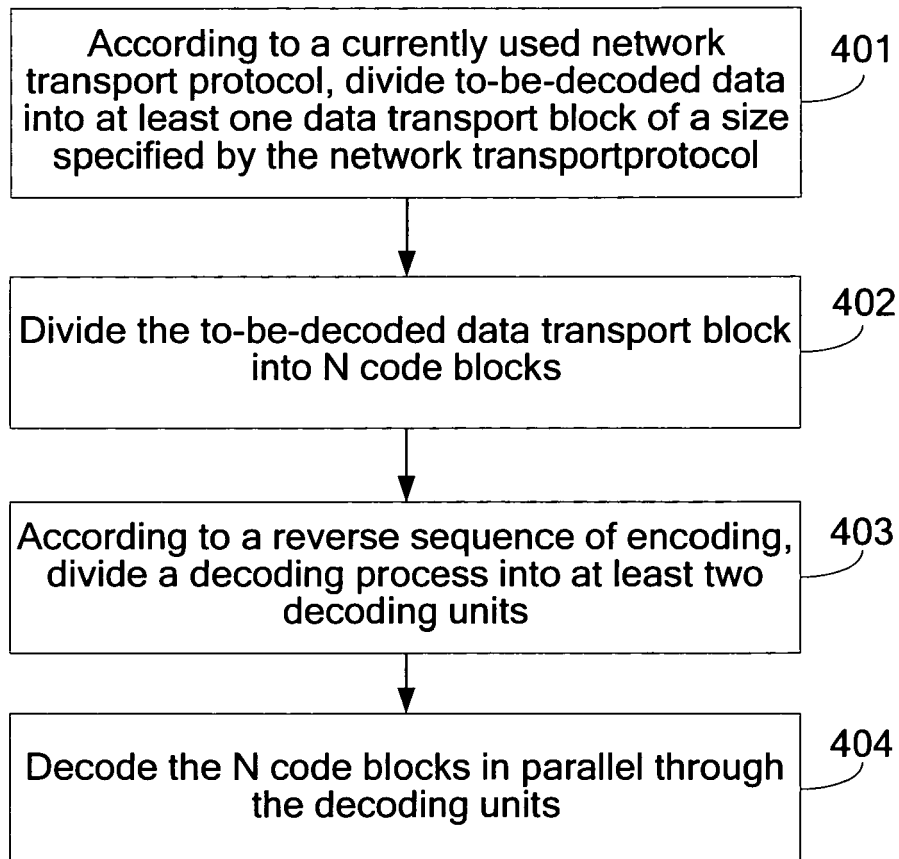 According to a currently used network
transport protocol, divide to-be-decoded data
into at least one data transport block of a size
specified by the network transportprotocol
401
Divide the to-be-decoded data transport block
into N code blocks
402
According to a reverse sequence of encoding,
divide a decoding process into at least two
decoding units
403
Decode the N code blocks in parallel through
the decoding units
404